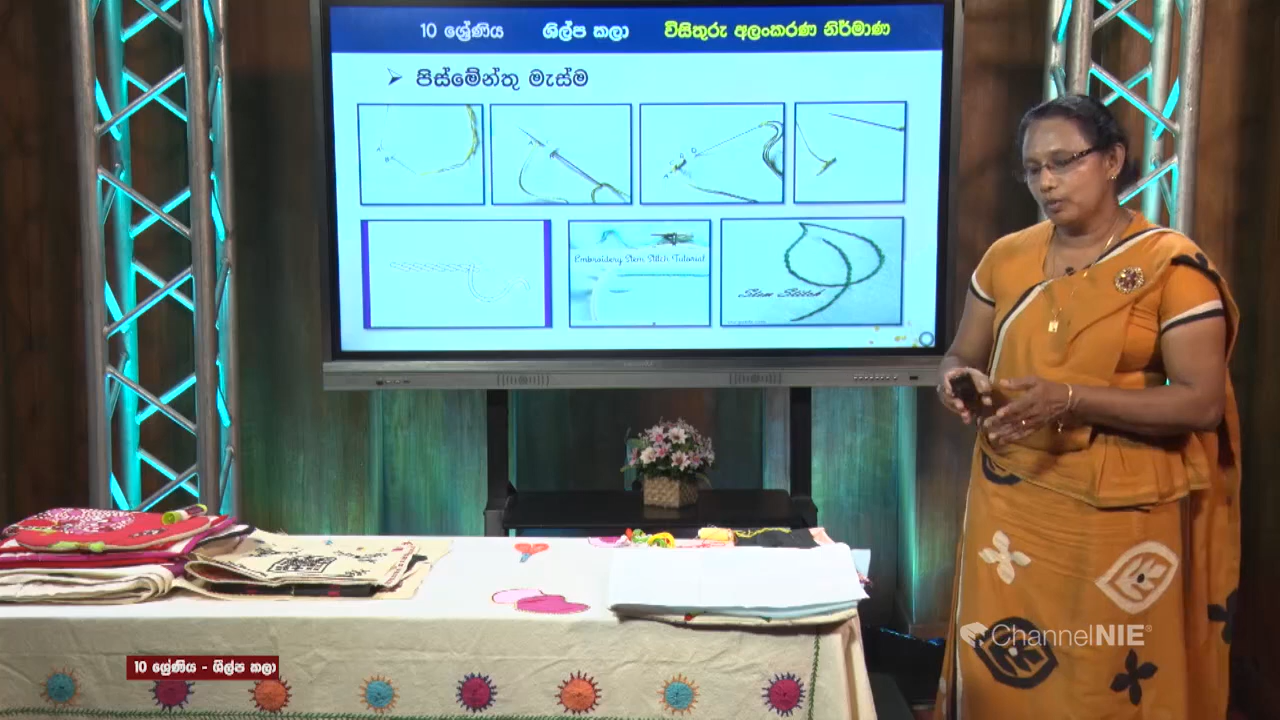 10 ශ්‍රේණිය ශිල්ප කලා විසිතුරු අලංකරණ නිර්මාණ
➢ පිස්මේන්තු මැස්ම
Embroidery Stem Stitch Tutorial
Stem Stitch
ChannelNIE®
10 ශ්‍රේණිය - ශිල්ප කලා